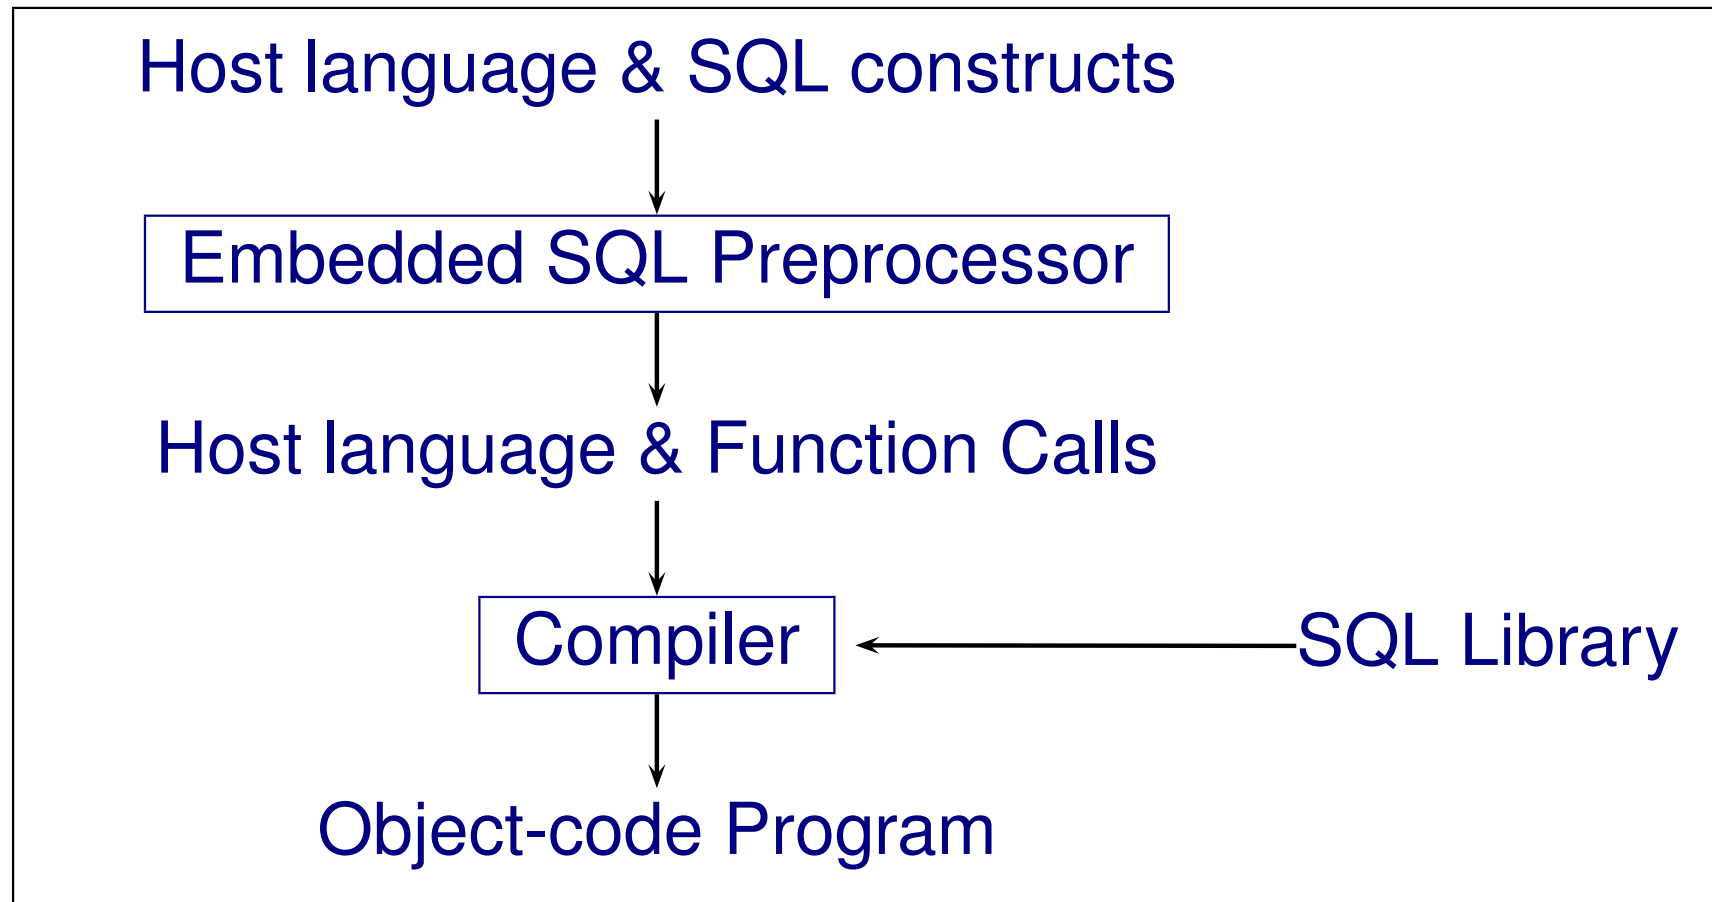 Host language & SQL constructs
Embedded SQL Preprocessor
Host language & Function Calls
Compiler
SQL Library
Object-code Program